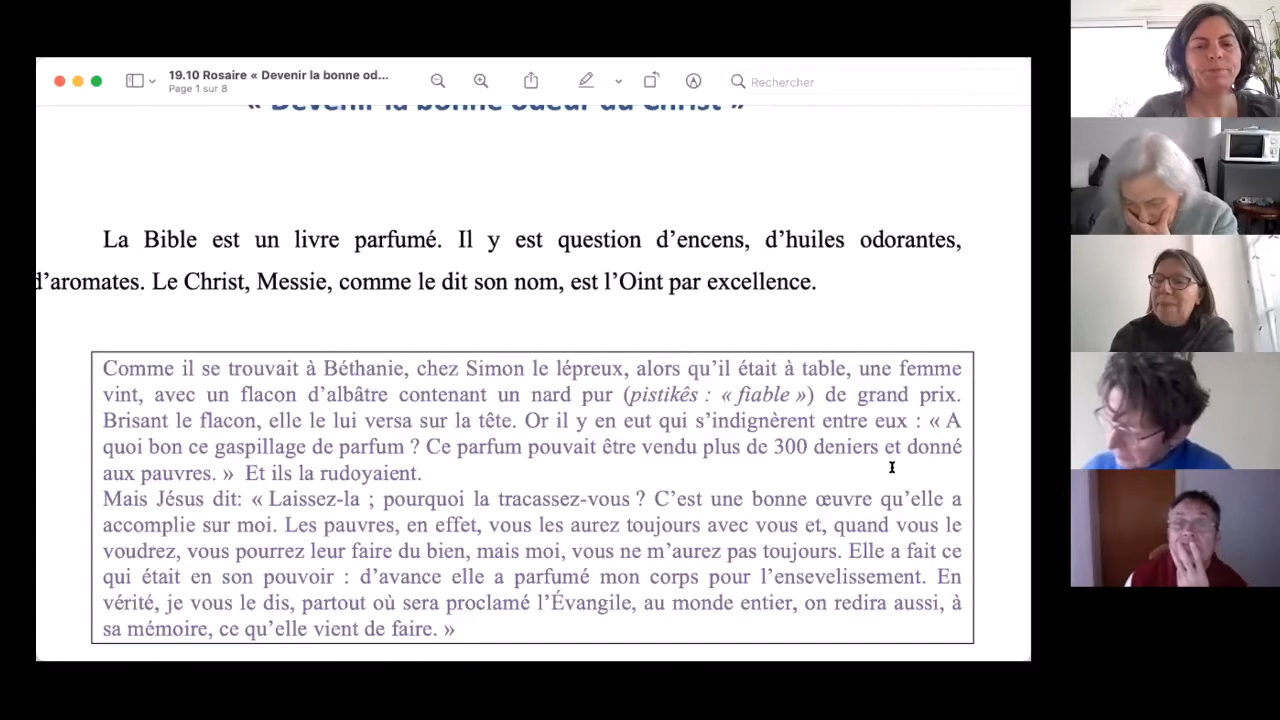 19.10 Rosaire « Devenir la bonne od...
Page 1 sur 8
Rechercher
« Devenir la bonne odeur du Christ »
La Bible est un livre parfumé. Il y est question d’encens, d’huiles odorantes,
d’aromates. Le Christ, Messie, comme le dit son nom, est l’Oint par excellence.
Comme il se trouvait à Béthanie, chez Simon le lépreux, alors qu’il était à table, une femme
vint, avec un flacon d’albâtre contenant un nard pur (pistikês : « fiable ») de grand prix.
Brisant le flacon, elle le lui versa sur la tête. Or il y en eut qui s’indignèrent entre eux : « A
quoi bon ce gaspillage de parfum ? Ce parfum pouvait être vendu plus de 300 deniers et donné
aux pauvres. » Et ils la rudoyaient.
Mais Jésus dit: « Laissez-la ; pourquoi la tracassez-vous ? C’est une bonne œuvre qu’elle a
accomplie sur moi. Les pauvres, en effet, vous les aurez toujours avec vous et, quand vous le
voudrez, vous pourrez leur faire du bien, mais moi, vous ne m’aurez pas toujours. Elle a fait ce
qui était en son pouvoir : d’avance elle a parfumé mon corps pour l’ensevelissement. En
vérité, je vous le dis, partout où sera proclamé l’Évangile, au monde entier, on redira aussi, à
sa mémoire, ce qu’elle vient de faire. »